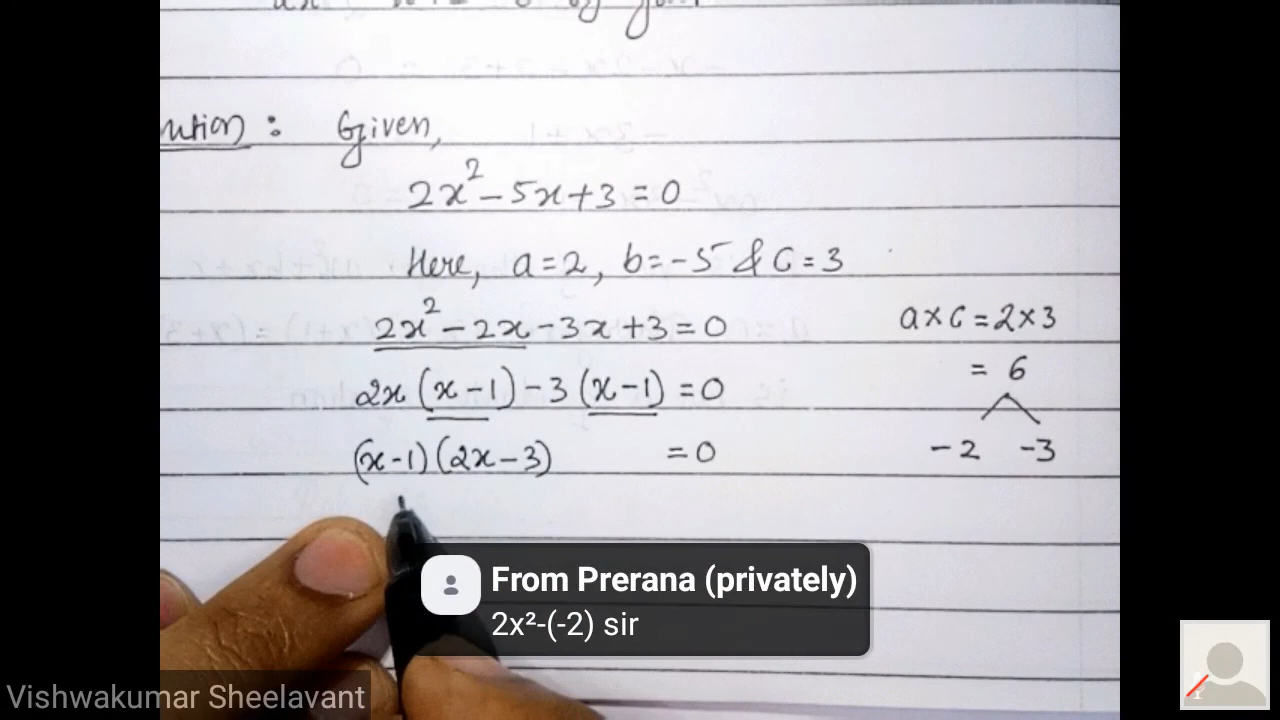 ution : Given,
2x² - 5x + 3 = 0
Here, a = 2, b = -5 & C = 3
2x² - 2x - 3x + 3 = 0
a × c = 2 × 3
2x (x - 1) - 3 (x - 1) = 0
= 6
(x - 1) (2x - 3) = 0
-2 -3
From Prerana (privately)
2x²-(-2) sir
Vishwakumar Sheelavant